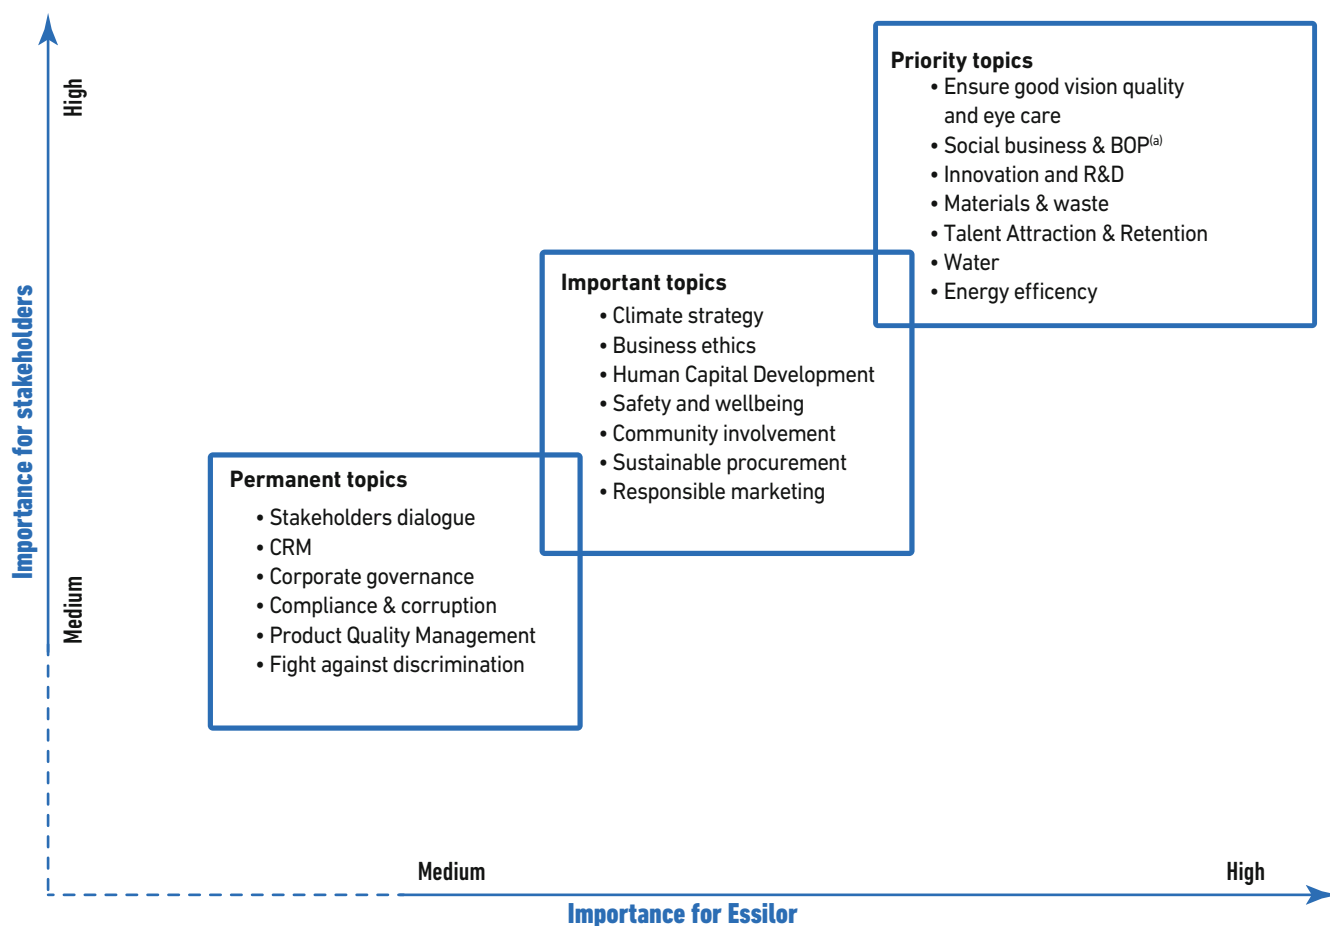 High
Medium
Importance for stakeholders
Priority topics
• Ensure good vision quality
and eye care
• Social business & BOP(a)
• Innovation and R&D
• Materials & waste
• Talent Attraction & Retention
• Water
• Energy efficency
Important topics
• Climate strategy
• Business ethics
• Human Capital Development
• Safety and wellbeing
• Community involvement
• Sustainable procurement
• Responsible marketing
Permanent topics
• Stakeholders dialogue
• CRM
• Corporate governance
• Compliance & corruption
• Product Quality Management
• Fight against discrimination
Medium
High
Importance for Essilor